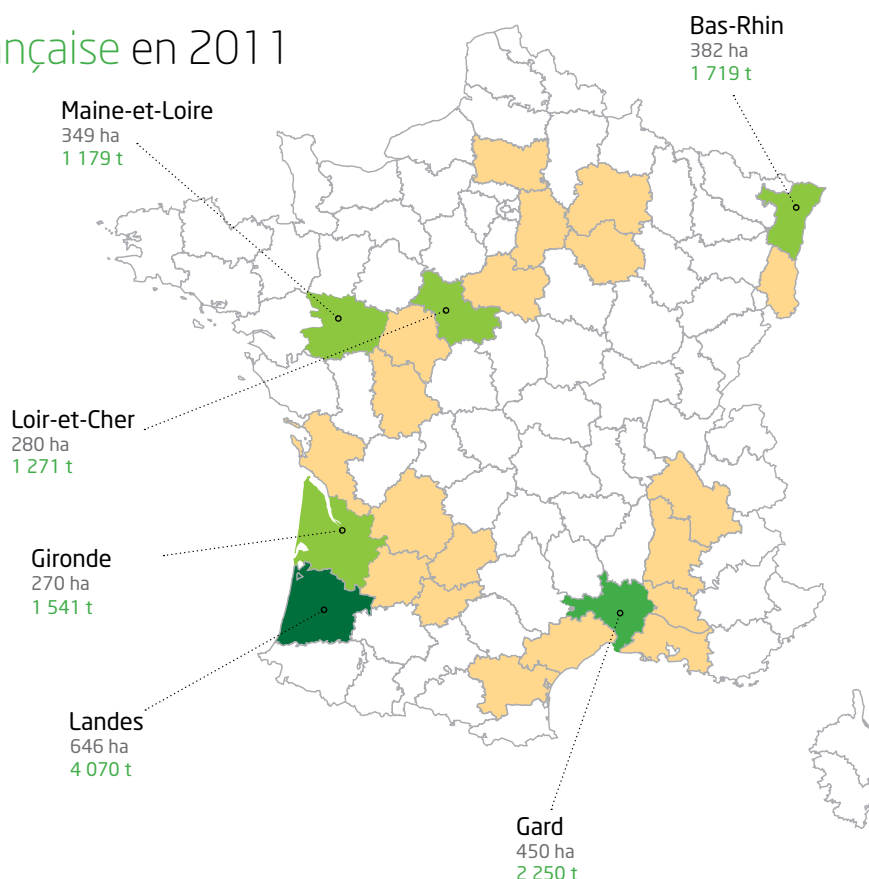 nçaise en 2011
Bas-Rhin
382 ha
1 719 t
Maine-et-Loire
349 ha
1 179 t
Loir-et-Cher
280 ha
1 271 t
Gironde
270 ha
1 541 t
Landes
646 ha
4 070 t
Gard
450 ha
2 250 t